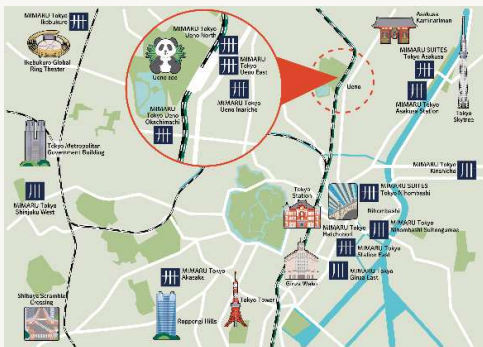 MIMARU Tokyo
Ikebukuro
Ikebukuro Global
Ring Theater
Tokyo Metropolitan
Government Building
MIMARU Tokyo
Shinjuku West
Shibuya Scramble
Crossing
MIMARU Tokyo
Ueno North
Ueno zoo
MIMARU
Tokyo
Ueno East
MIMARU Tokyo
Ueno Inaricho
MIMARU
Tokyo Ueno
Okachimachi
Ueno
Asakusa
Kaminarimon
MIMARU SUITES
Tokyo Asakusa
MIMARU Tokyo
Asakusa Station
Tokyo
Skytree
MIMARU Tokyo
Kinshicho
Tokyo
Station
MIMARU SUITES
Tokyo Nihombashi
Nihombashi
MIMARU Tokyo
Hatchobori
MIMARU Tokyo
Nihombashi Suitengumae
MIMARU Tokyo
Station East
MIMARU Tokyo
Ginza East
Ginza Wako
MIMARU Tokyo
Akasaka
Roppongi Hills
Tokyo Tower